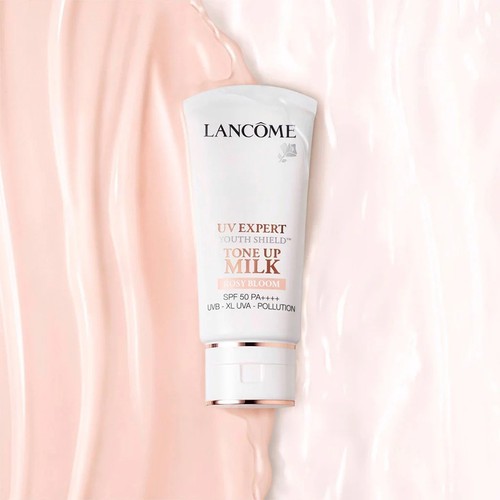 LANCÔME
UV EXPERT
YOUTH SHIELD™
TONE UP
MILK
ROSY BLOOM
SPF 50 PA++++
UVB - XL UVA - POLLUTION